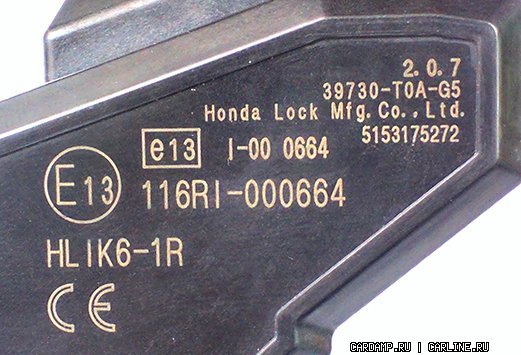 2.0.7
39730-T0A-G5
Honda Lock Mfg.Co.,Ltd.
5153175272
e13 I-00 0664
E13 116RI-000664
HLIK6-1R
CE
CARDAMP.RU | CARLINE.RU